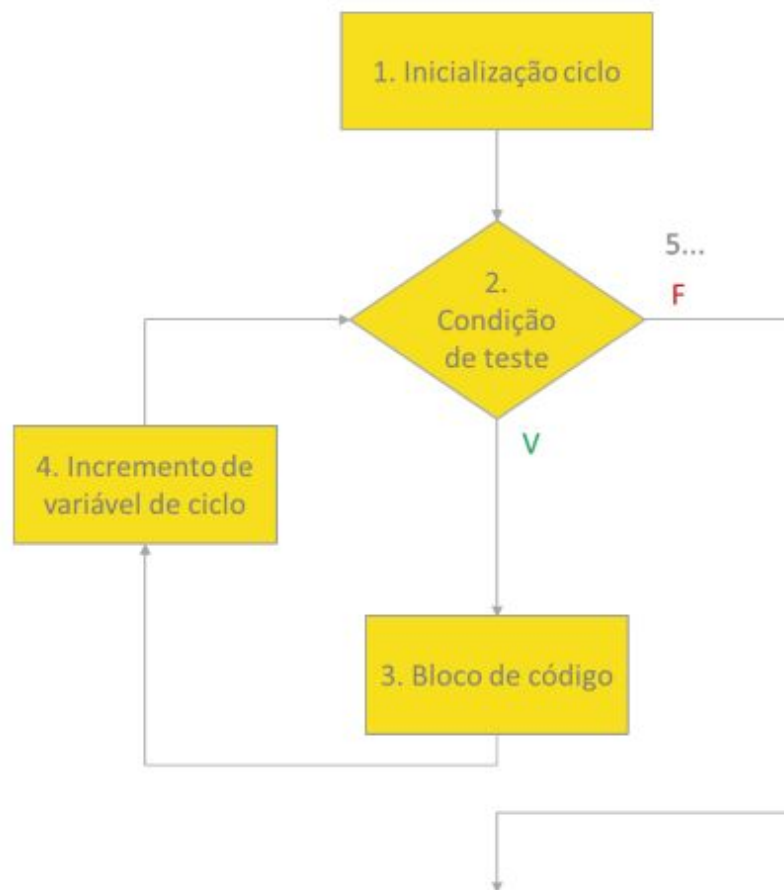 1. Inicialização ciclo
5...
F
2.
Condição
de teste
V
4. Incremento de
variável de ciclo
3. Bloco de código